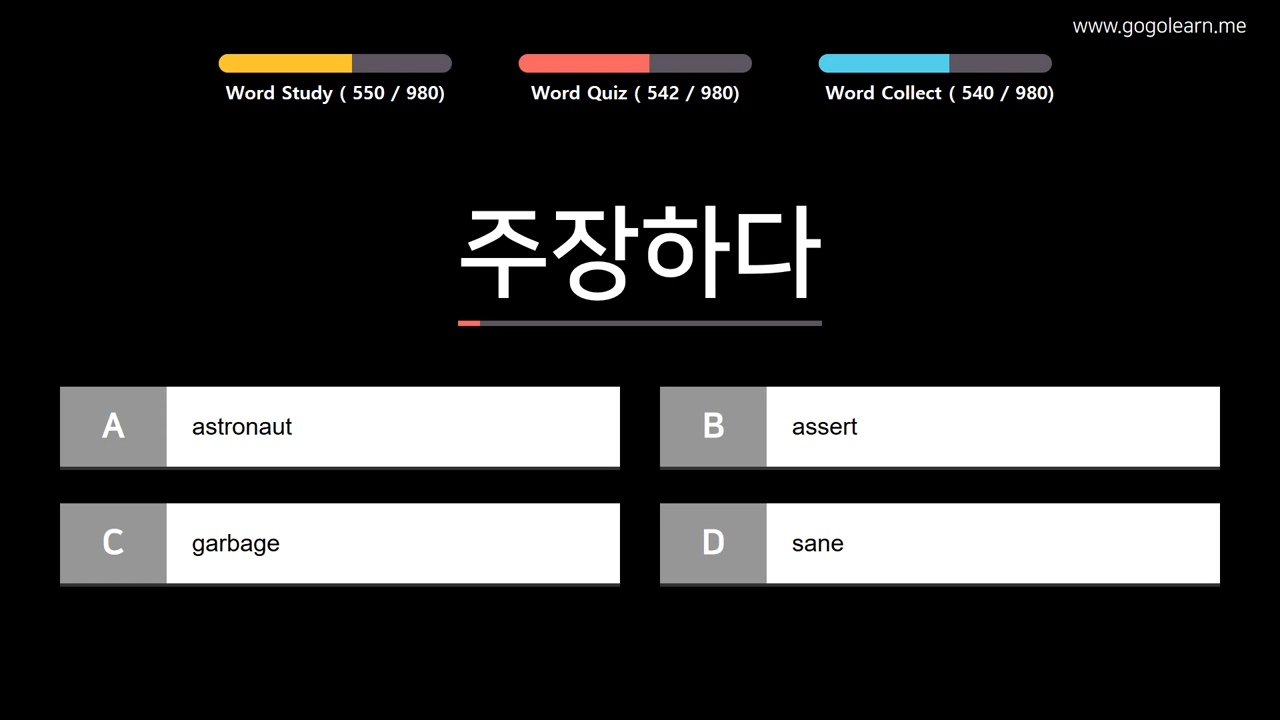 www.gogolearn.me
Word Study ( 550 / 980)
Word Quiz ( 542 / 980)
Word Collect ( 540 / 980)
주장하다
A astronaut
B assert
C garbage
D sane